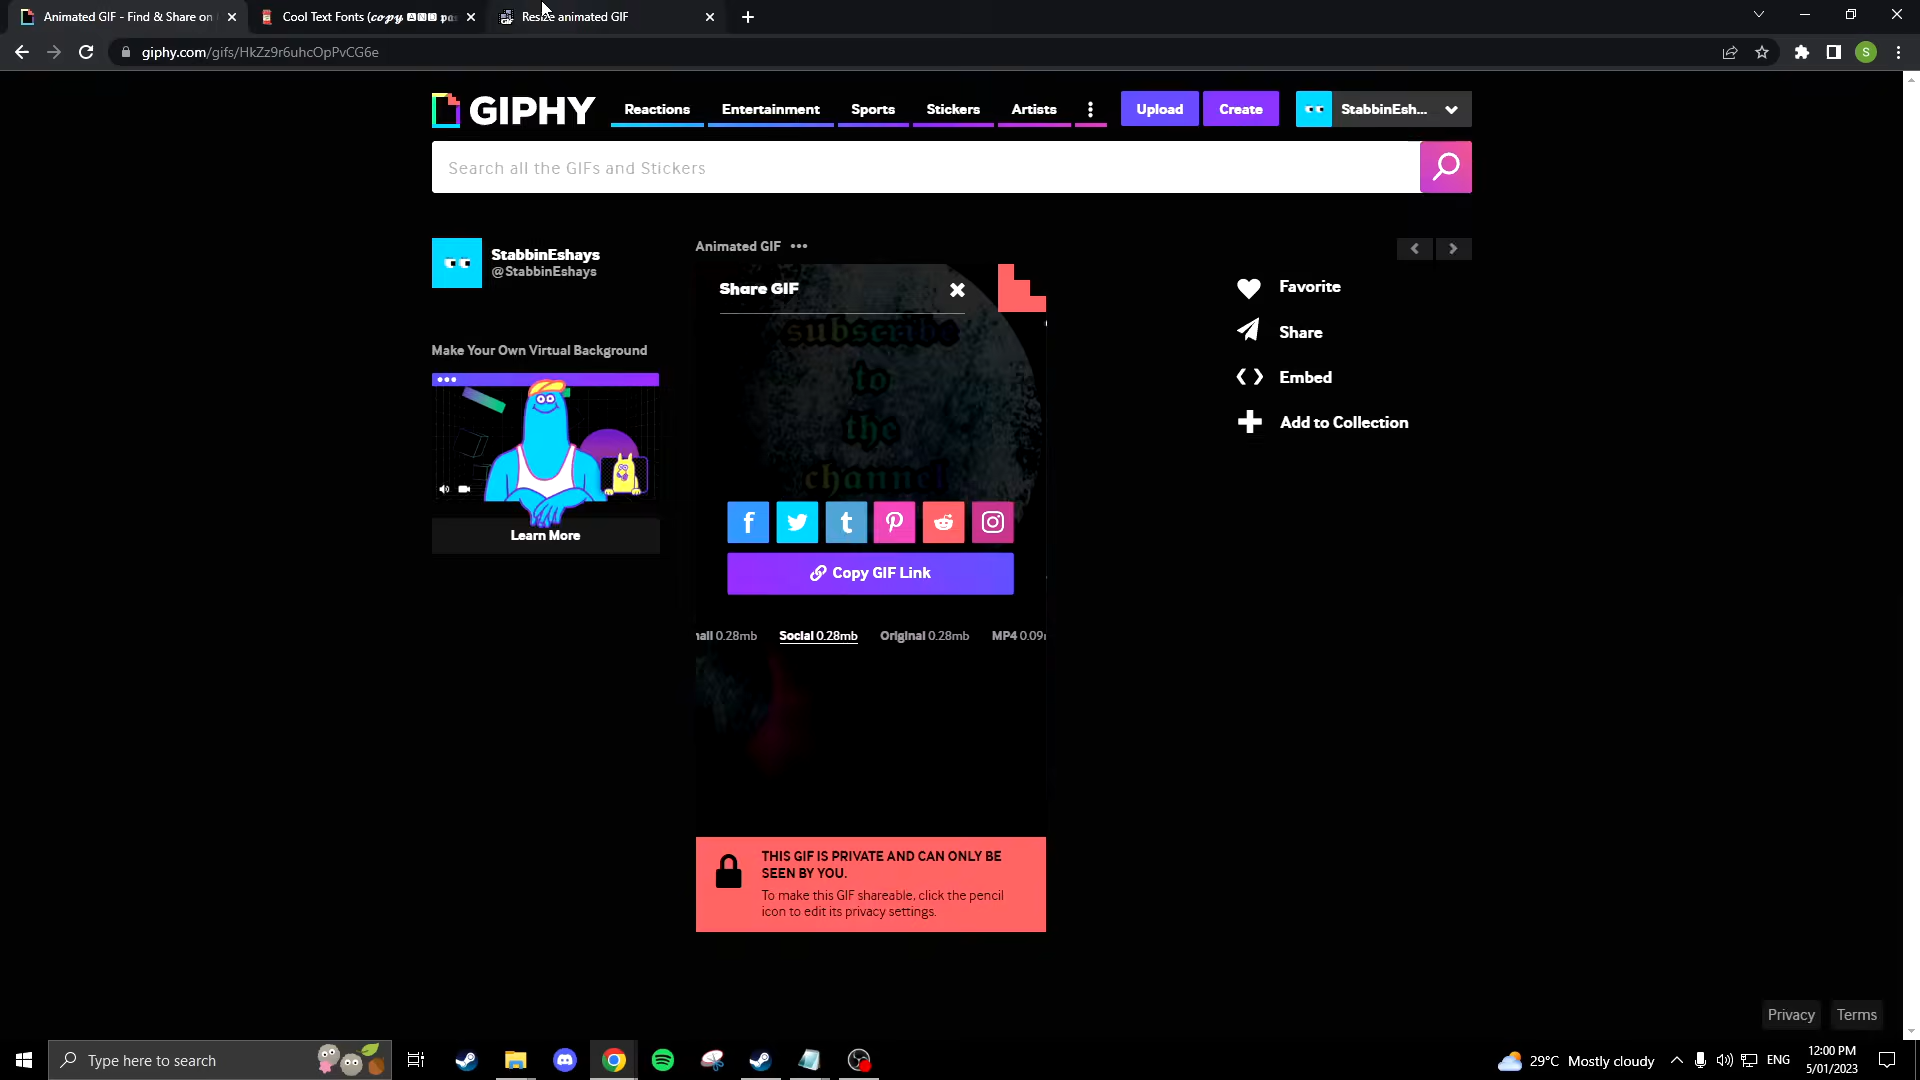 Animated GIF - Find & Share on
Cool Text Fonts (𝓬𝓸𝓹𝔂 🅰🅽🅳
Resize animated GIF
giphy.com/gifs/HkZz9r6uhcOpPvCG6e
S
GIPHY
Reactions
Entertainment
Sports
Stickers
Artists
Upload
Create
StabbinEsh...
Search all the GIFs and Stickers
StabbinEshays
@StabbinEshays
Make Your Own Virtual Background
Learn More
Animated GIF
Share GIF
subscribe
to
the
channel
Copy GIF Link
0.28mb
Social 0.28mb
Original 0.28mb
MP4
THIS GIF IS PRIVATE AND CAN ONLY BE
SEEN BY YOU.
To make this GIF shareable, click the pencil
icon to edit its privacy settings.
Favorite
Share
Embed
Add to Collection
Privacy
Terms
Type here to search
29°C Mostly cloudy
ENG
12:00 PM
5/01/2023